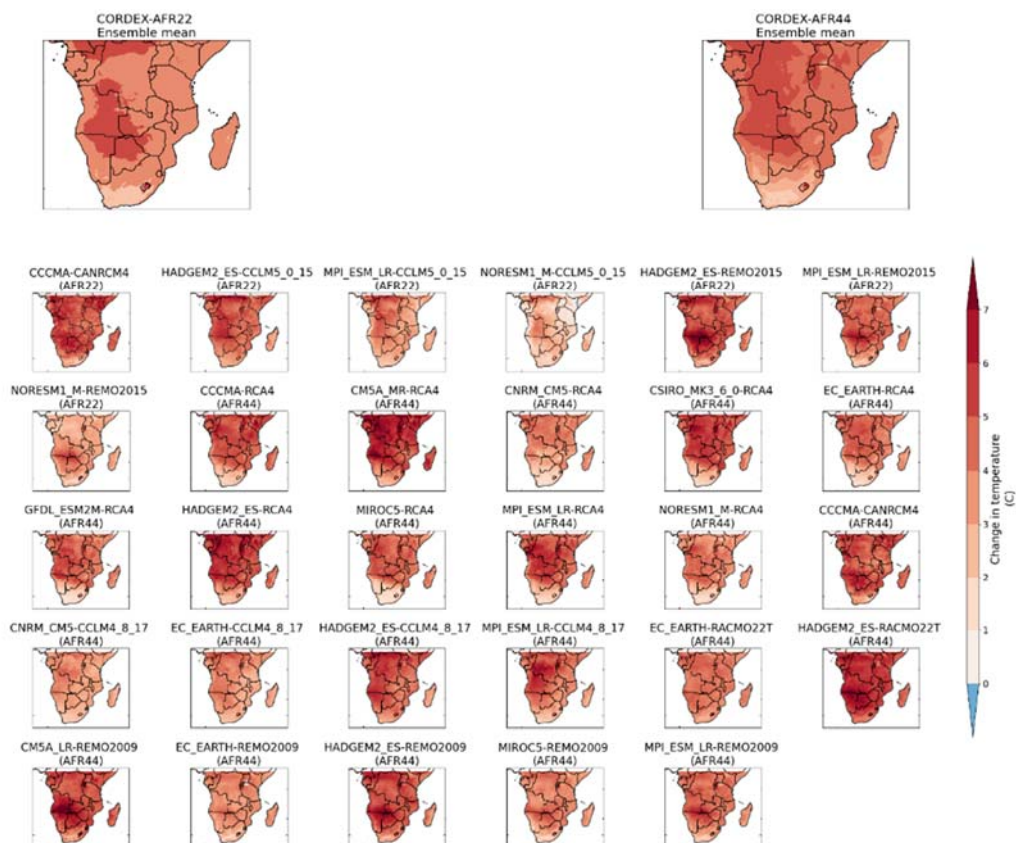 CORDEX-AFR22
Ensemble mean
CORDEX-AFR44
Ensemble mean
CCCMA-CANRCM4
(AFR22)
HADGEM2_ES-CCLM5_0_15
(AFR22)
MPI_ESM_LR-CCLM5_0_15
(AFR22)
NORESM1_M-CCLM5_0_15
(AFR22)
HADGEM2_ES-REMO2015
(AFR22)
MPI_ESM_LR-REMO2015
(AFR22)
NORESM1_M-REMO2015
(AFR22)
CCCMA-RCA4
(AFR44)
CM5A_MR-RCA4
(AFR44)
CNRM_CM5-RCA4
(AFR44)
CSIRO_MK3_6_0-RCA4
(AFR44)
EC_EARTH-RCA4
(AFR44)
GFDL_ESM2M-RCA4
(AFR44)
HADGEM2_ES-RCA4
(AFR44)
MIROC5-RCA4
(AFR44)
MPI_ESM_LR-RCA4
(AFR44)
NORESM1_M-RCA4
(AFR44)
CCCMA-CANRCM4
(AFR44)
CNRM_CM5-CCLM4_8_17
(AFR44)
EC_EARTH-CCLM4_8_17
(AFR44)
HADGEM2_ES-CCLM4_8_17
(AFR44)
MPI_ESM_LR-CCLM4_8_17
(AFR44)
EC_EARTH-RACMO22T
(AFR44)
HADGEM2_ES-RACMO22T
(AFR44)
CM5A_LR-REMO2009
(AFR44)
EC_EARTH-REMO2009
(AFR44)
HADGEM2_ES-REMO2009
(AFR44)
MIROC5-REMO2009
(AFR44)
MPI_ESM_LR-REMO2009
(AFR44)
7
6
5
4
3
2
1
0
Change in temperature
(C)